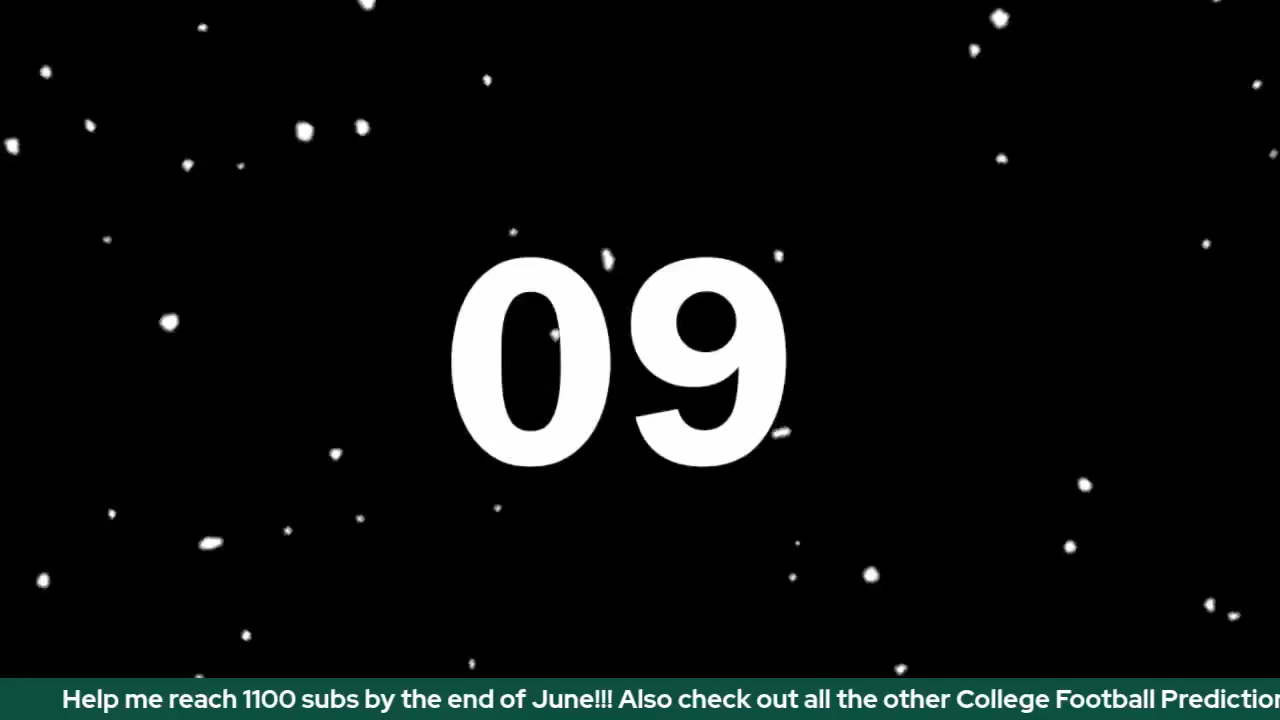 09
Help me reach 1100 subs by the end of June!!! Also check out all the other College Football Prediction